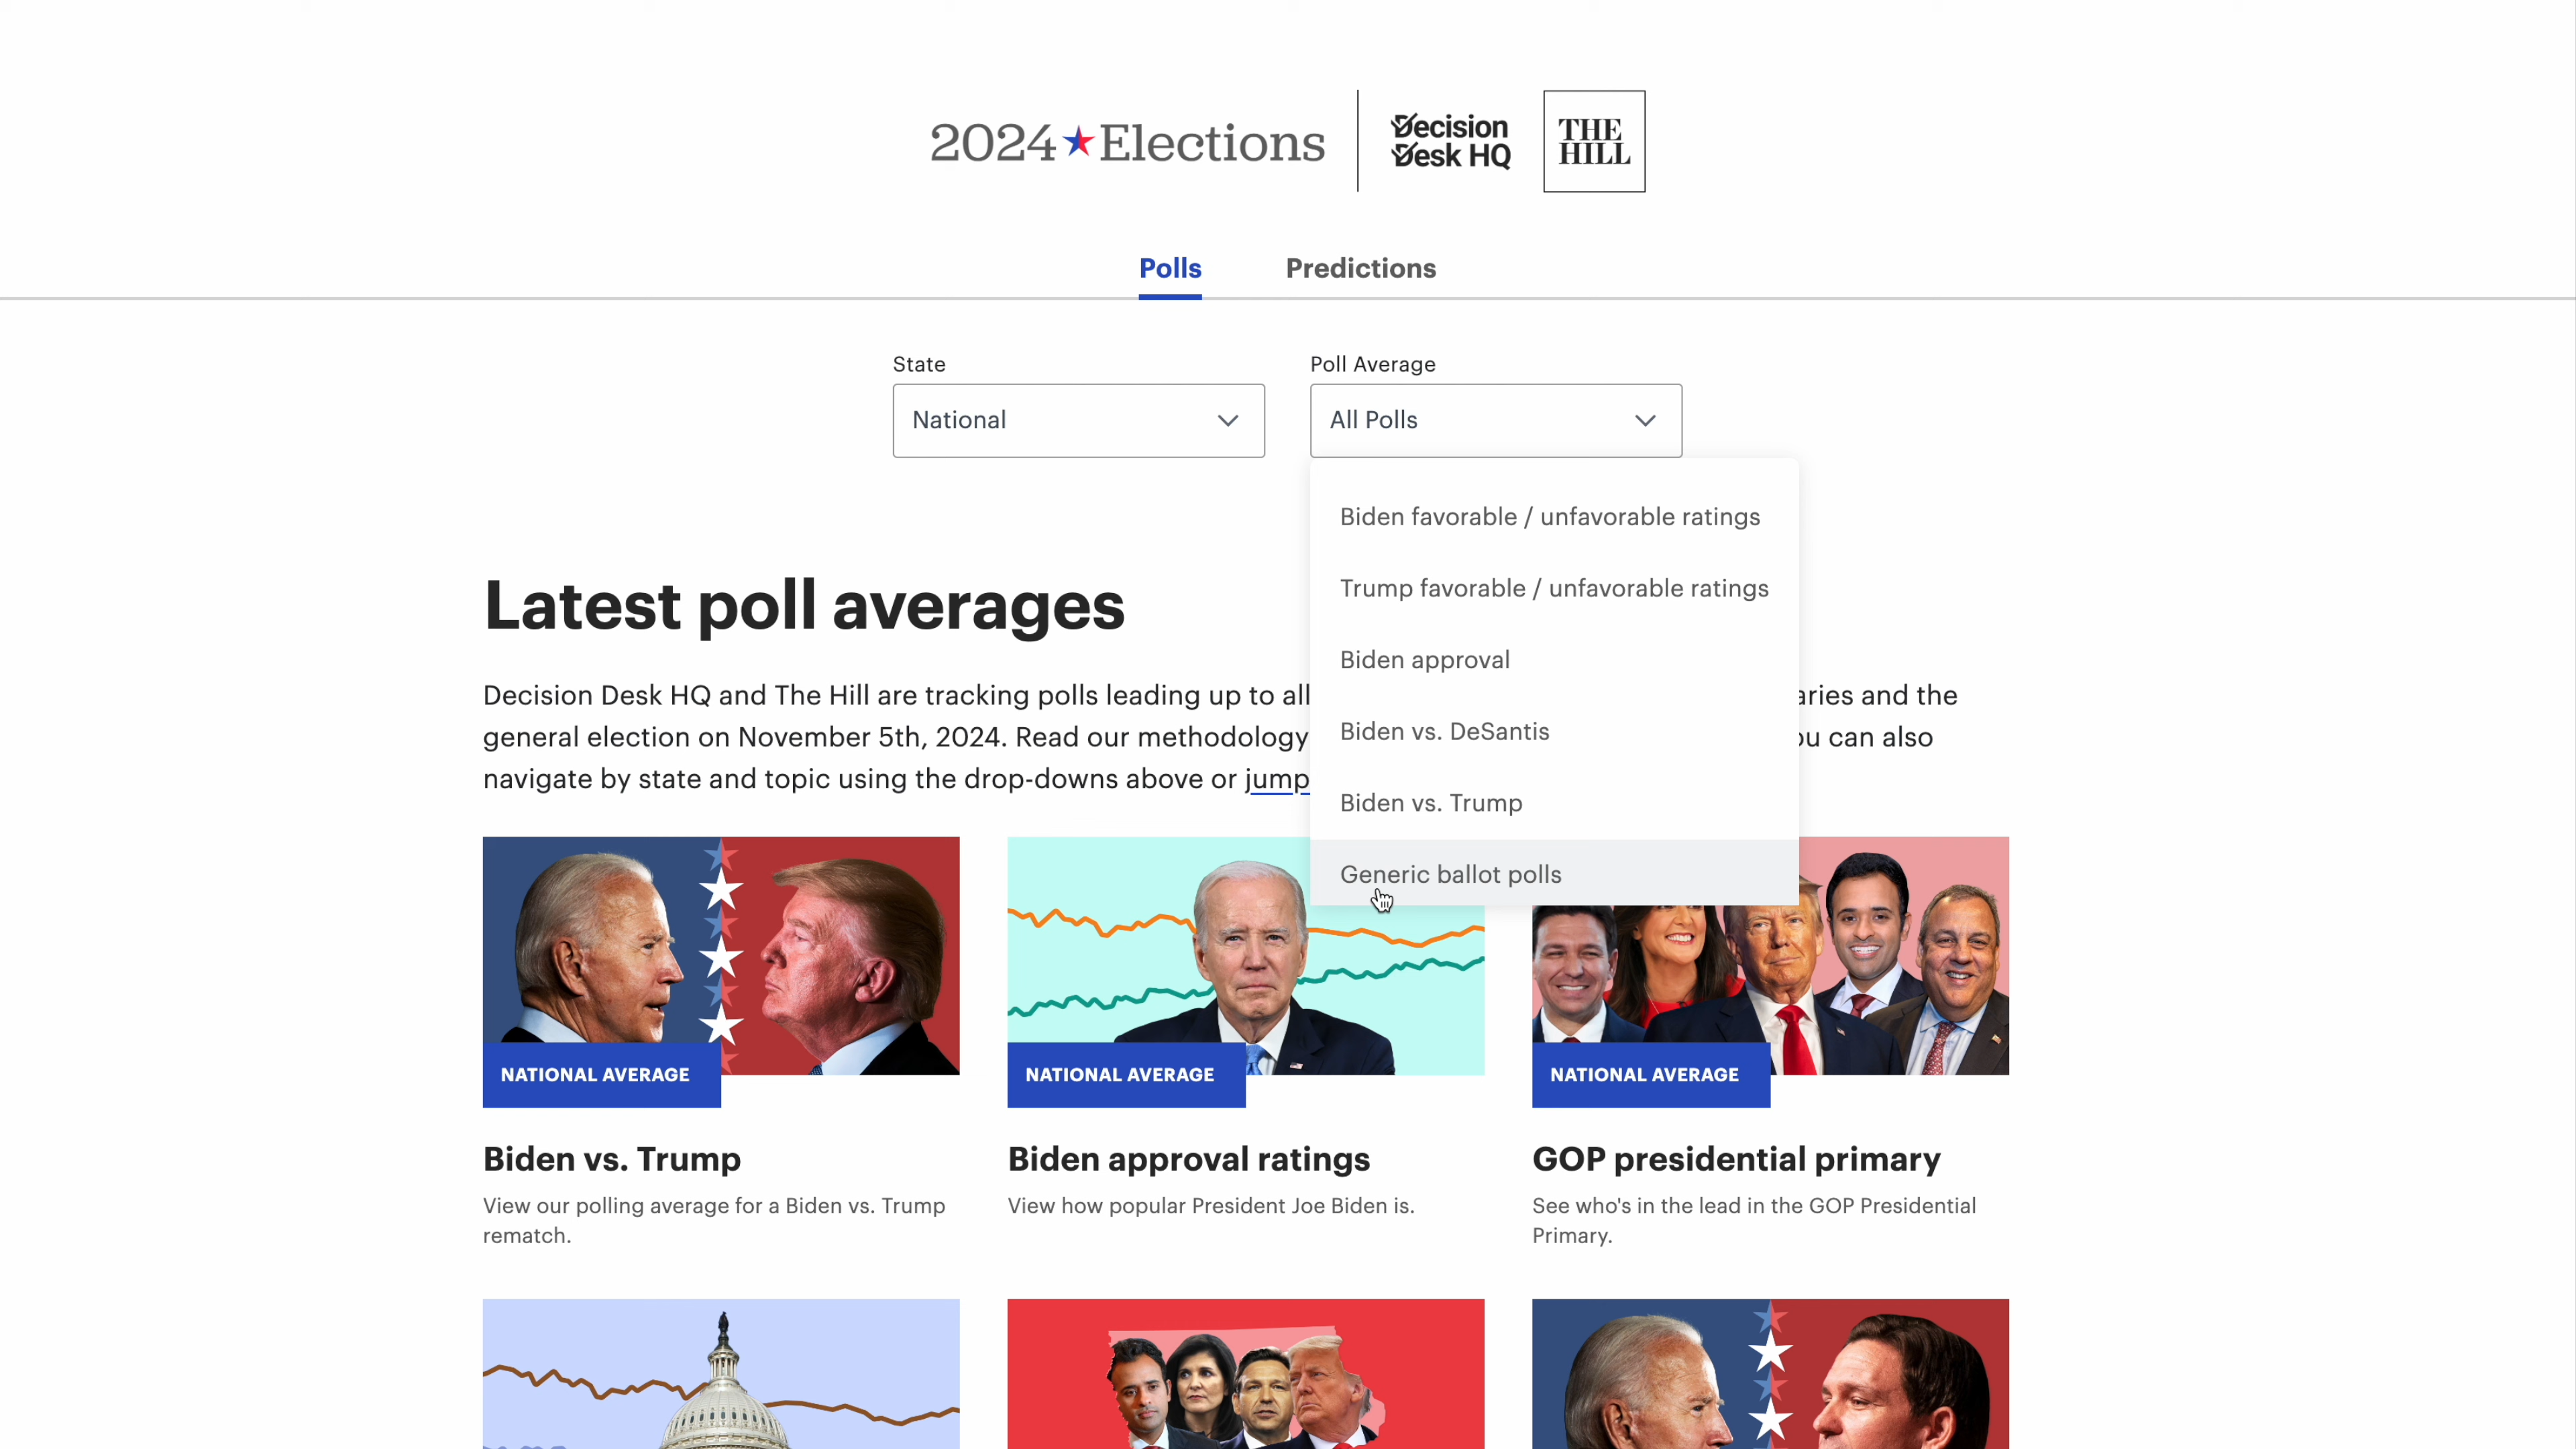 2024 Elections
Decision
Desk HQ
THE
HILL
Polls
Predictions
State
Poll Average
National
All Polls
Biden favorable / unfavorable ratings
Trump favorable / unfavorable ratings
Biden approval
Biden vs. DeSantis
Biden vs. Trump
Generic ballot polls
Latest poll averages
Decision Desk HQ and The Hill are tracking polls leading up to all and the
general election on November 5th, 2024. Read our methodology can also
navigate by state and topic using the drop-downs above or jump
NATIONAL AVERAGE
NATIONAL AVERAGE
NATIONAL AVERAGE
Biden vs. Trump
View our polling average for a Biden vs. Trump
rematch.
Biden approval ratings
View how popular President Joe Biden is.
GOP presidential primary
See who's in the lead in the GOP Presidential
Primary.